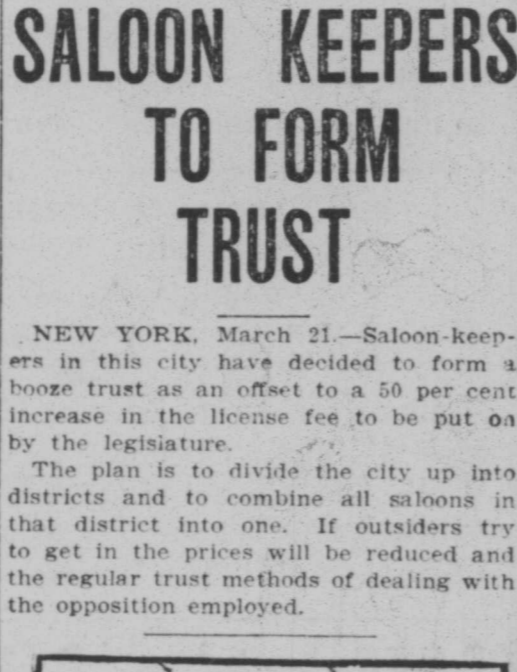 SALOON KEEPERS
TO FORM
TRUST
NEW YORK, March 21.—Saloon-keep-
ers in this city have decided to form a
booze trust as an offset to a 50 per cent
increase in the license fee to be put on
by the legislature.
The plan is to divide the city up into
districts and to combine all saloons in
that district into one. If outsiders try
to get in the prices will be reduced and
the regular trust methods of dealing with
the opposition employed.